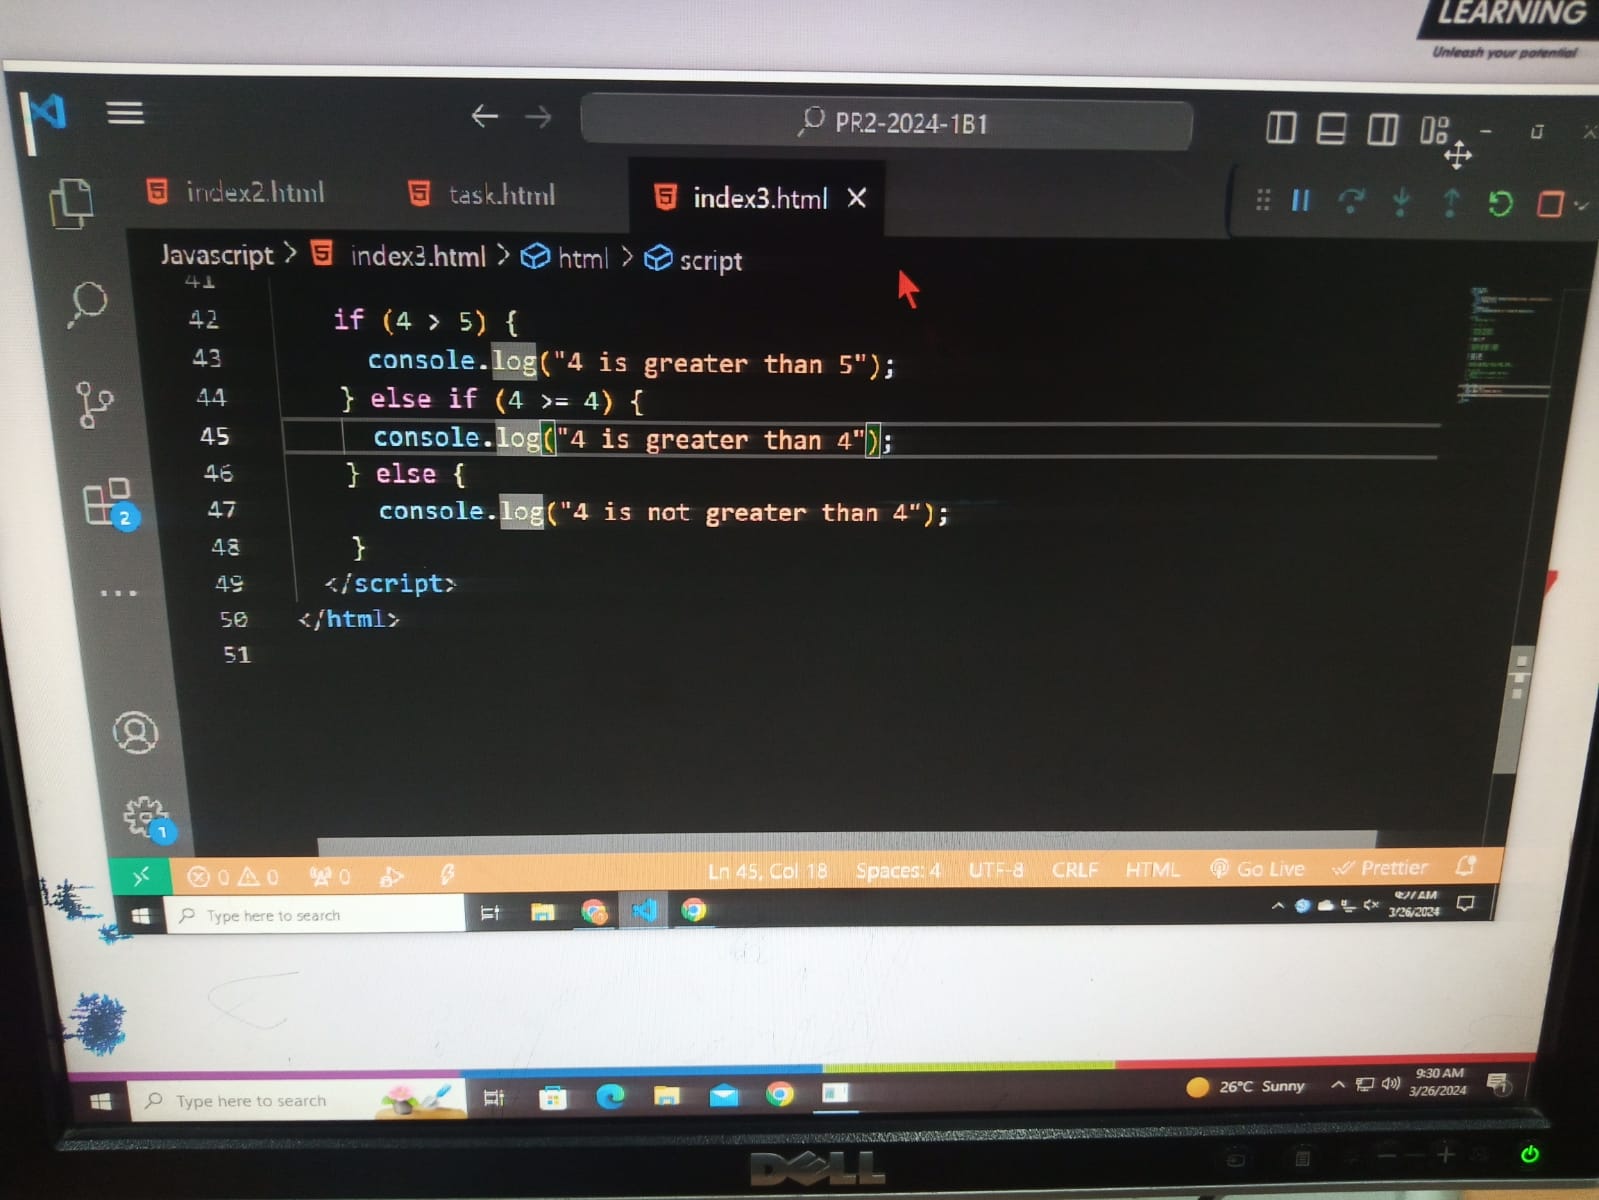 LEARNING
Unleash your potential
PR2-2024-1B1
index2.html
task.html
index3.html
Javascript > index3.html > html > script
41
42 if (4 > 5) {
43 console.log("4 is greater than 5");
44 } else if (4 >= 4) {
45 console.log("4 is greater than 4");
46 } else {
47 console.log("4 is not greater than 4");
48 }
49 </script>
50 </html>
51
2
1
0 0 0 Ln 45, Col 18 Spaces: 4 UTF-8 CRLF HTML Go Live Prettier
Type here to search
9:27 AM
3/26/2024
Type here to search
26°C Sunny
9:30 AM
3/26/2024
1
DELL